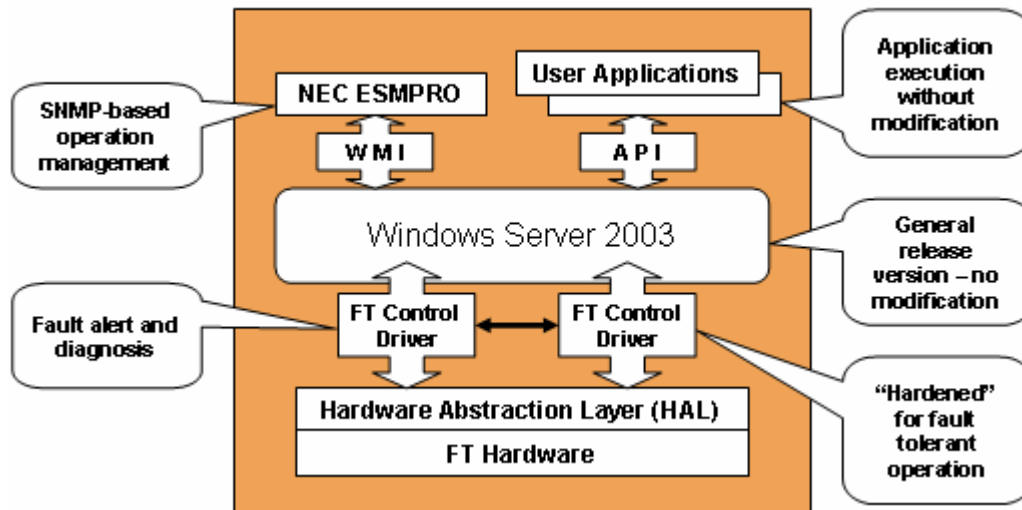 SNMP-based
operation
management
NEC ESMPRO
User Applications
Application
execution
without
modification
WMI
API
Windows Server 2003
General
release
version – no
modification
Fault alert and
diagnosis
FT Control
Driver
FT Control
Driver
"Hardened"
for fault
tolerant
operation
Hardware Abstraction Layer (HAL)
FT Hardware